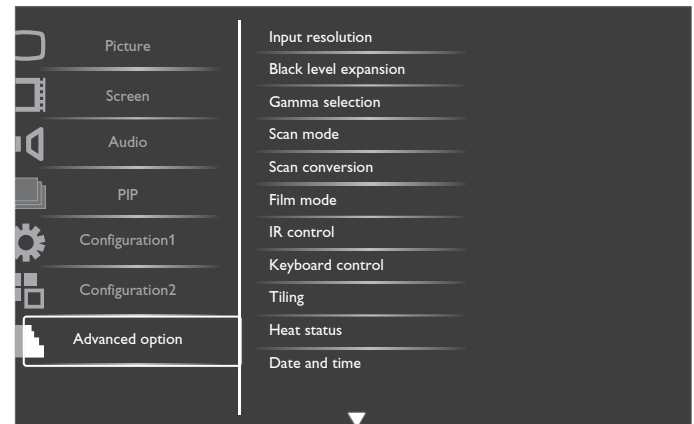 Picture
Screen
Audio
PIP
Configuration1
Configuration2
Advanced option
Input resolution
Black level expansion
Gamma selection
Scan mode
Scan conversion
Film mode
IR control
Keyboard control
Tiling
Heat status
Date and time